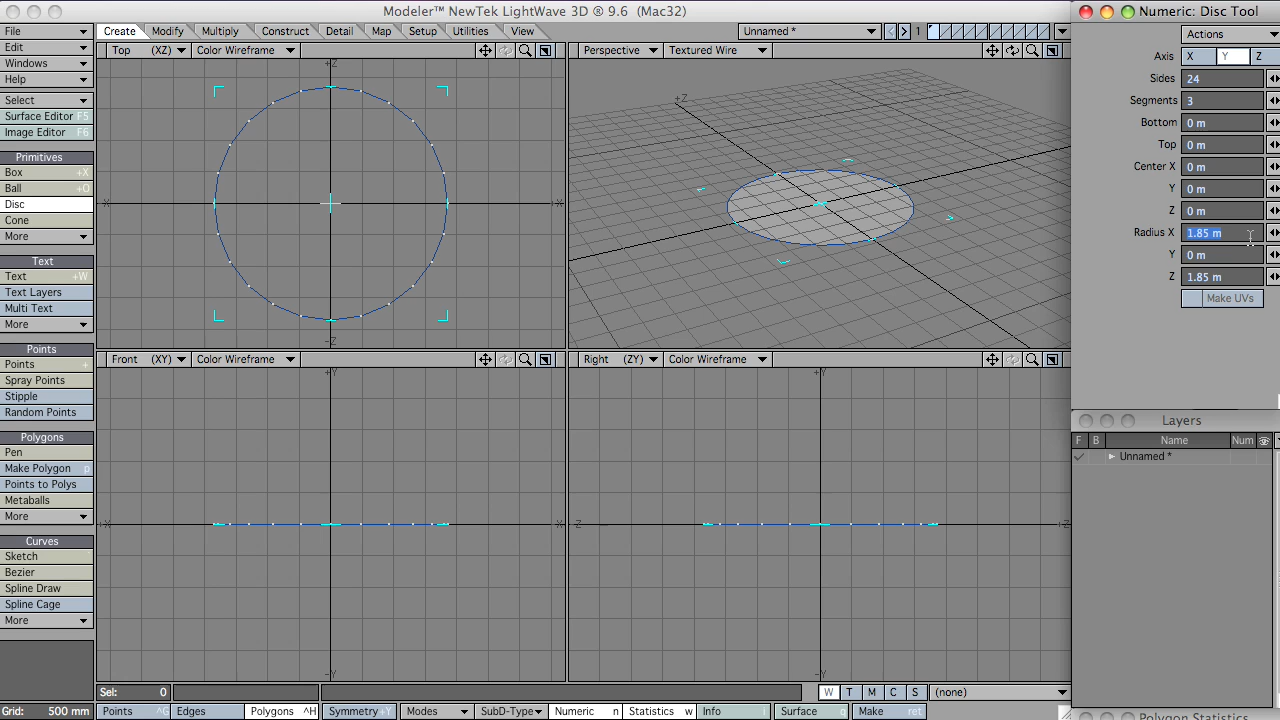 Modeler™ NewTek LightWave 3D ® 9.6 (Mac32)
Numeric: Disc Tool
File
Edit
Windows
Help
Select
Surface Editor F5
Image Editor F6
Primitives
Box +X
Ball +O
Disc
Cone
More
Text
Text +W
Text Layers
Multi Text
More
Points
Points +
Spray Points
Stipple
Random Points
Polygons
Pen
Make Polygon p
Points to Polys
Metaballs
More
Curves
Sketch
Bezier
Spline Draw
Spline Cage
More
Create Modify Multiply Construct Detail Map Setup Utilities View
Unnamed * 1
Top (XZ) Color Wireframe
+Z
-X -X
-Z
Perspective Textured Wire
+Z
Front (XY) Color Wireframe
+Y
-X -X
-Y
Right (ZY) Color Wireframe
+Y
-Z +Z
-Y
Actions
Axis X Y Z
Sides 24
Segments 3
Bottom 0 m
Top 0 m
Center X 0 m
Y 0 m
Z 0 m
Radius X 1.85 m
Y 0 m
Z 1.85 m
Make UVs
Layers
F B Name Num
Unnamed *
Sel: 0
W T M C S (none)
Grid: 500 mm
Points ^G Edges Polygons ^H Symmetry +Y Modes SubD-Type Numeric n Statistics w Info i Surface q Make ret
Polygon Statistics